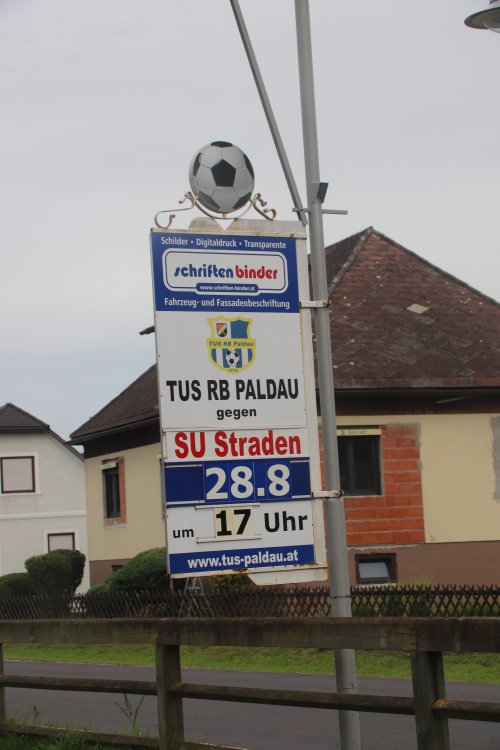 Schilder • Digitaldruck • Transparente
schriften binder
www.schriften-binder.at
Fahrzeug- und Fassadenbeschriftung
TUS RB Paldau
TUS RB PALDAU
gegen
SU Straden
28.8
um 17 Uhr
www.tus-paldau.at